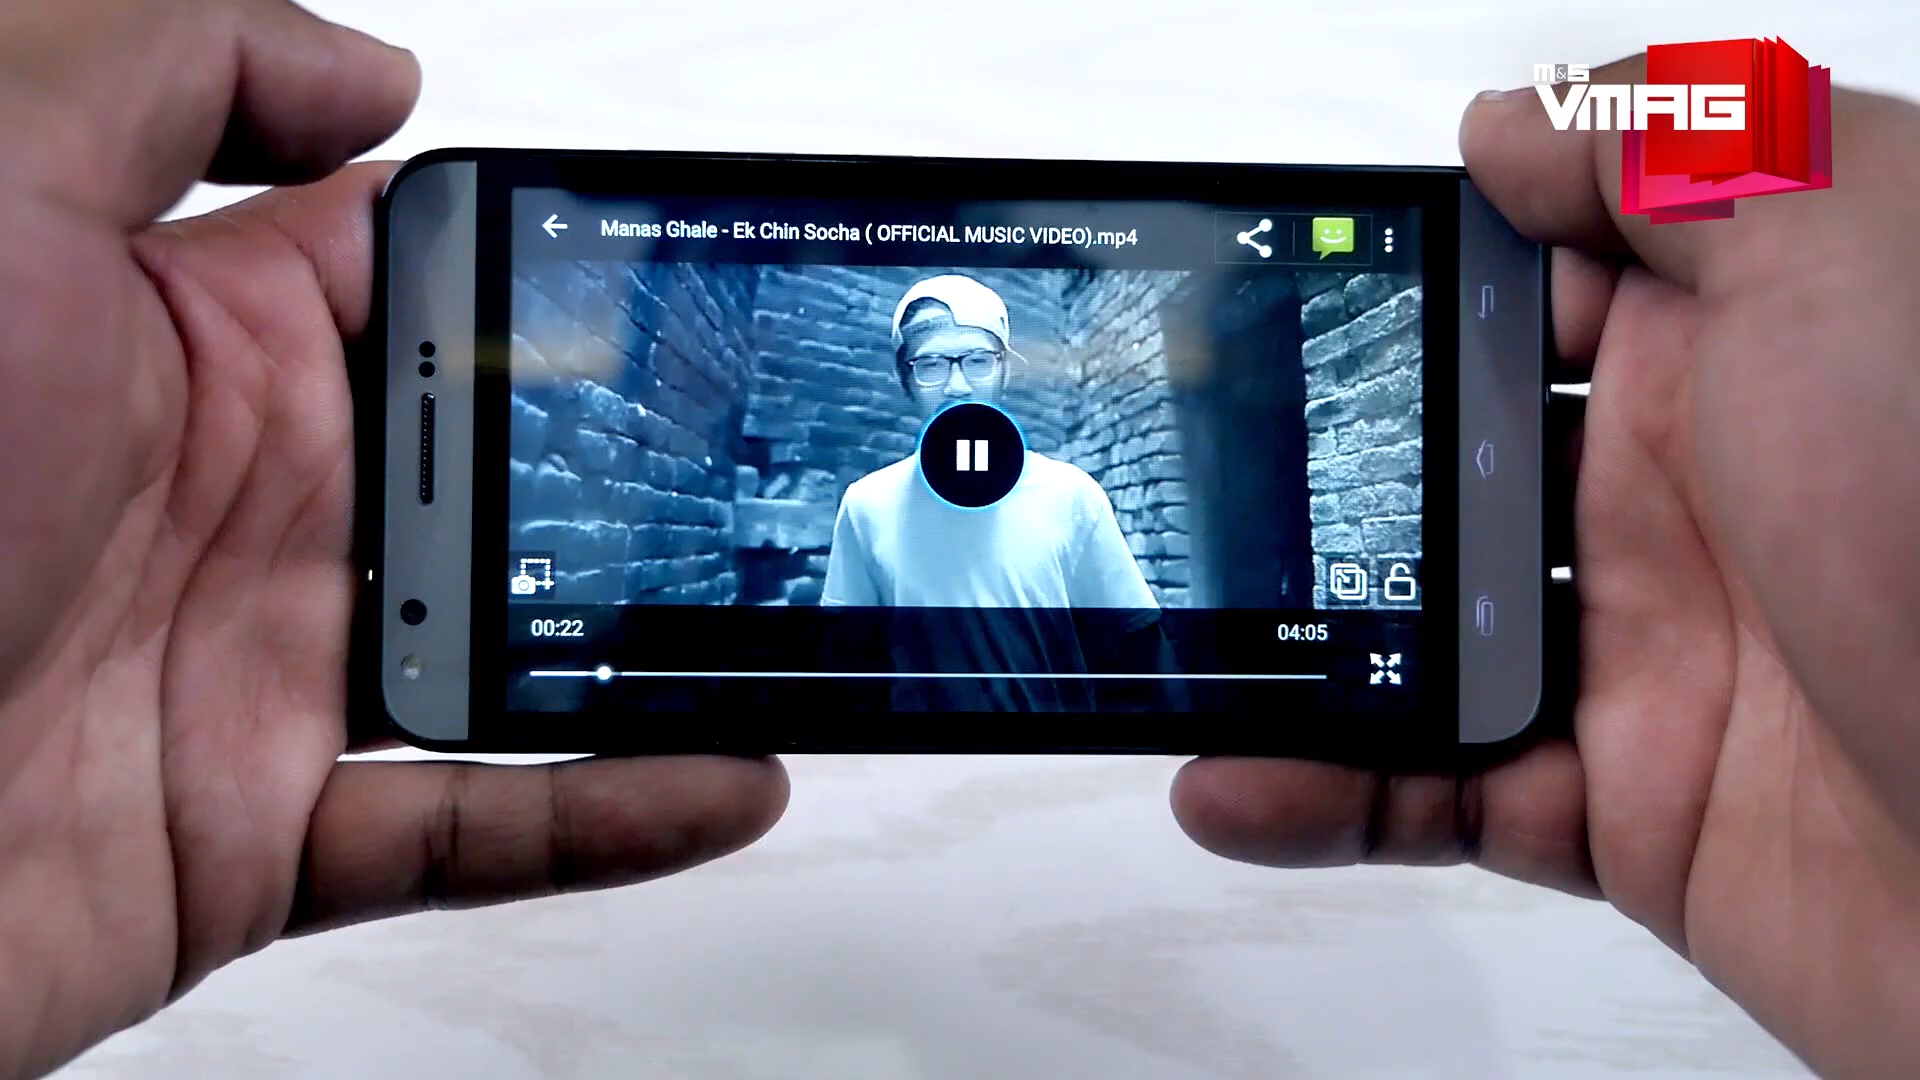 M&S
VMAG
Manas Ghale - Ek Chin Socha ( OFFICIAL MUSIC VIDEO).mp4
00:22
04:05